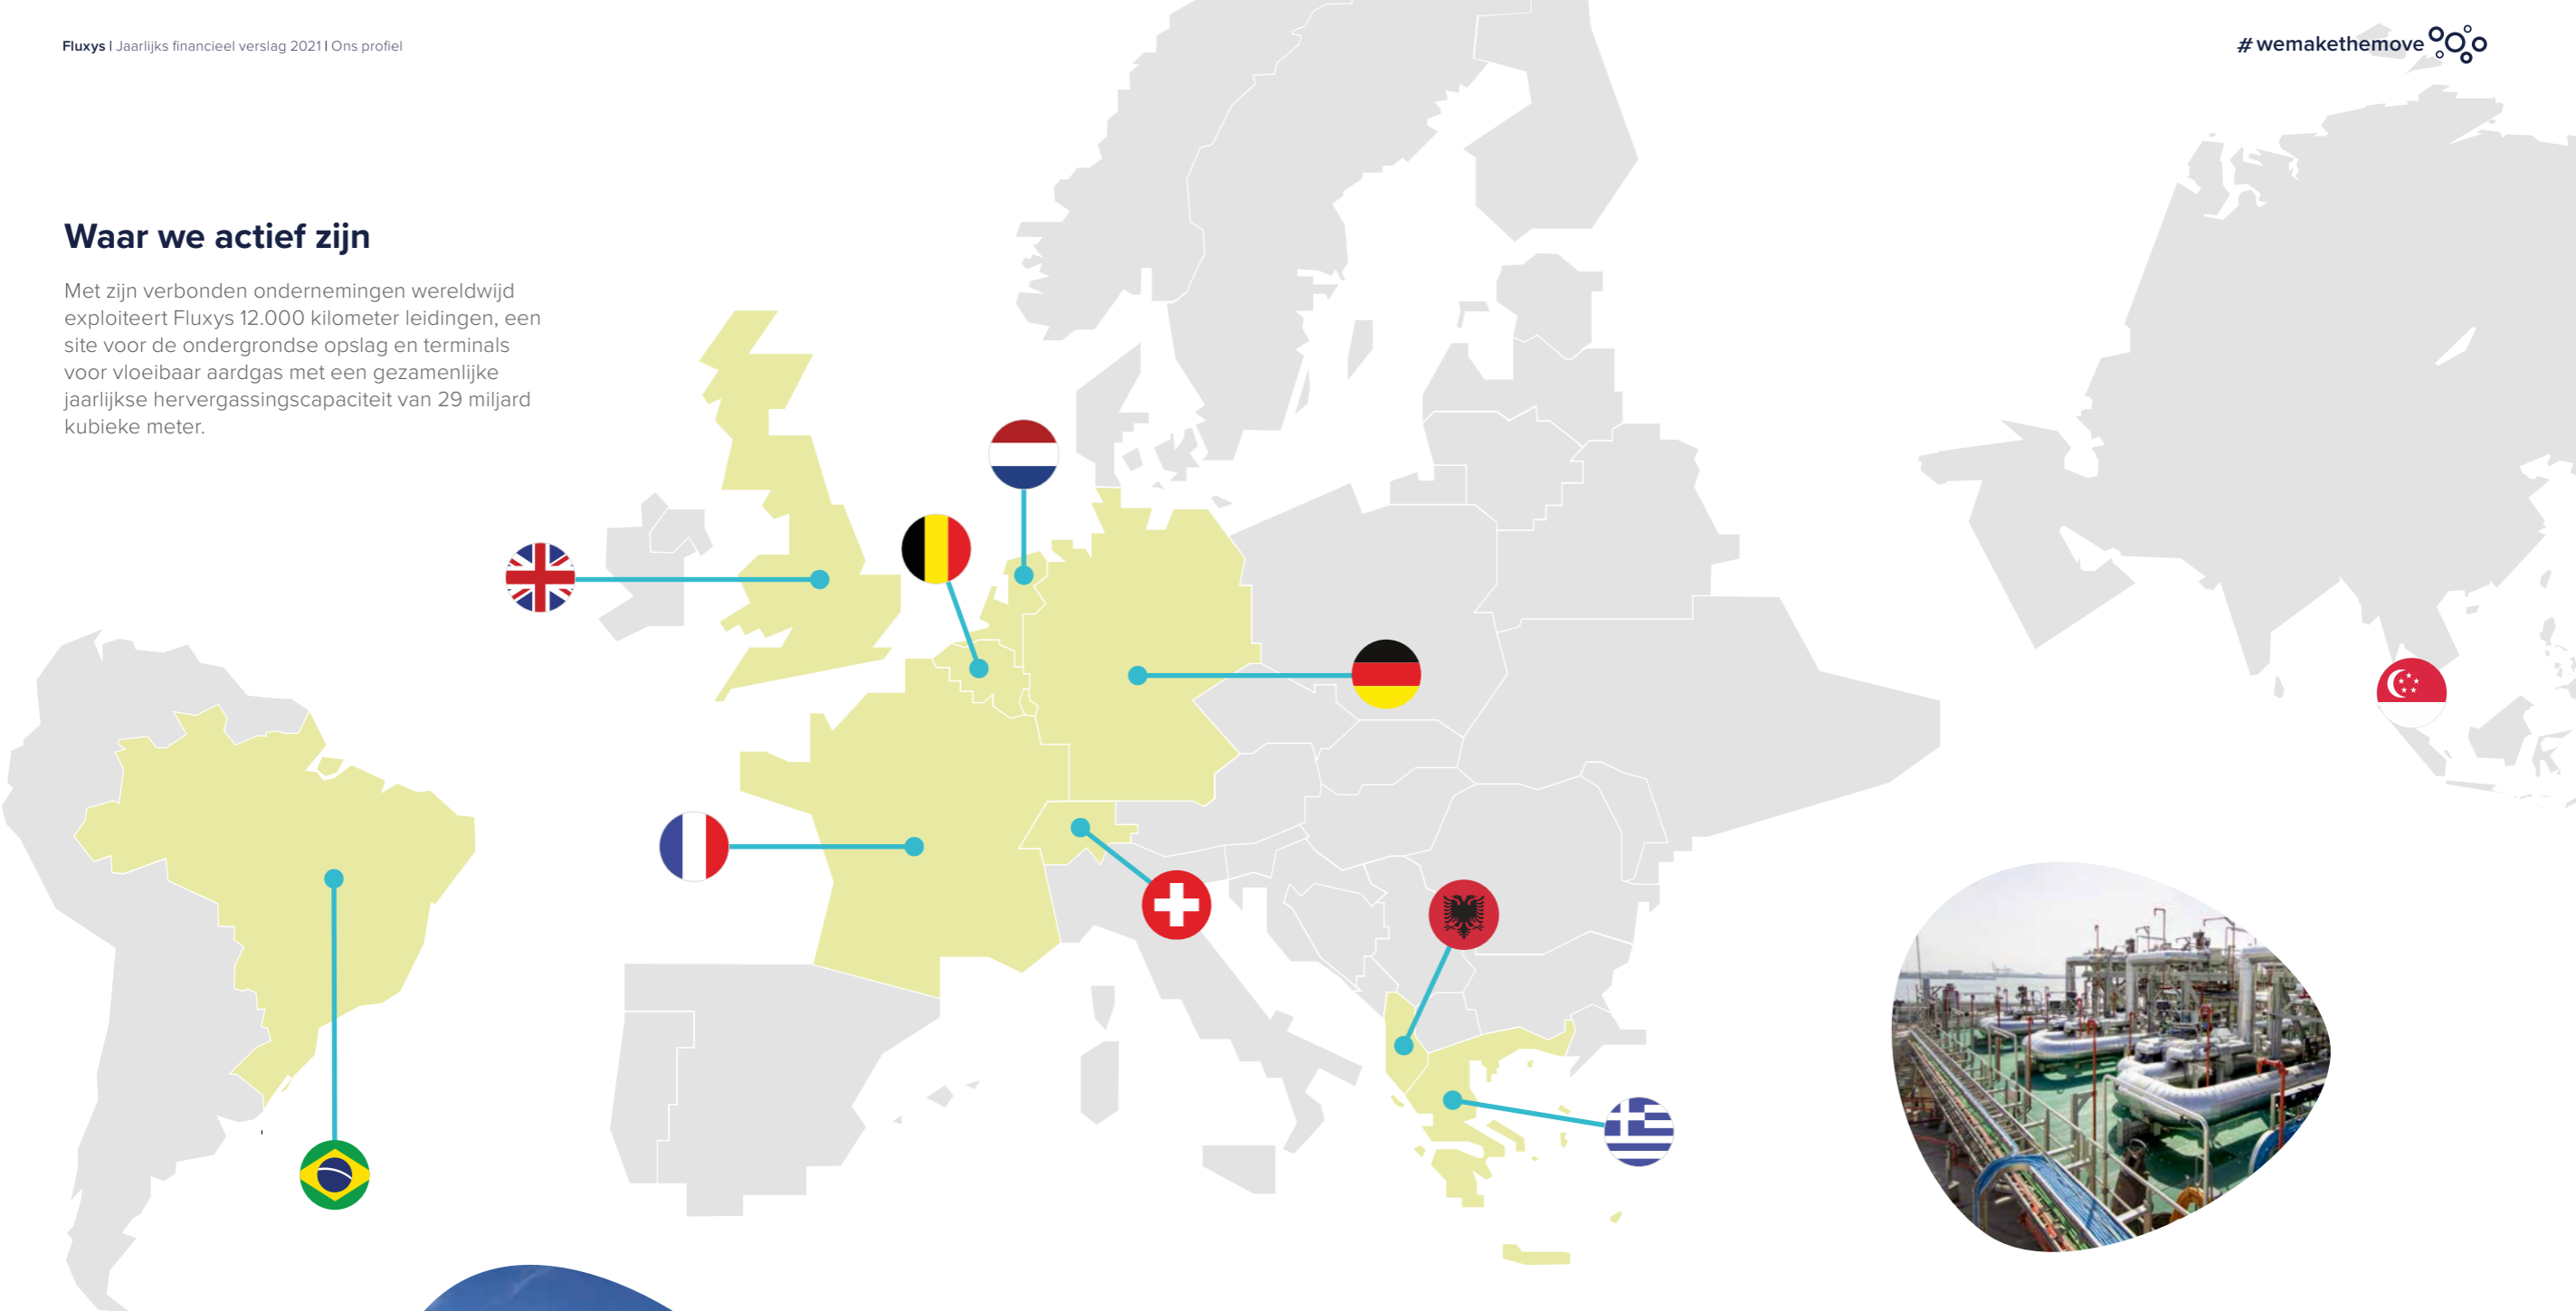 Fluxys | Jaarlijks financieel verslag 2021 | Ons profiel
#wemakethemove
Waar we actief zijn
Met zijn verbonden ondernemingen wereldwijd
exploiteert Fluxys 12.000 kilometer leidingen, een
site voor de ondergrondse opslag en terminals
voor vloeibaar aardgas met een gezamenlijke
jaarlijkse hervergassingscapaciteit van 29 miljard
kubieke meter.